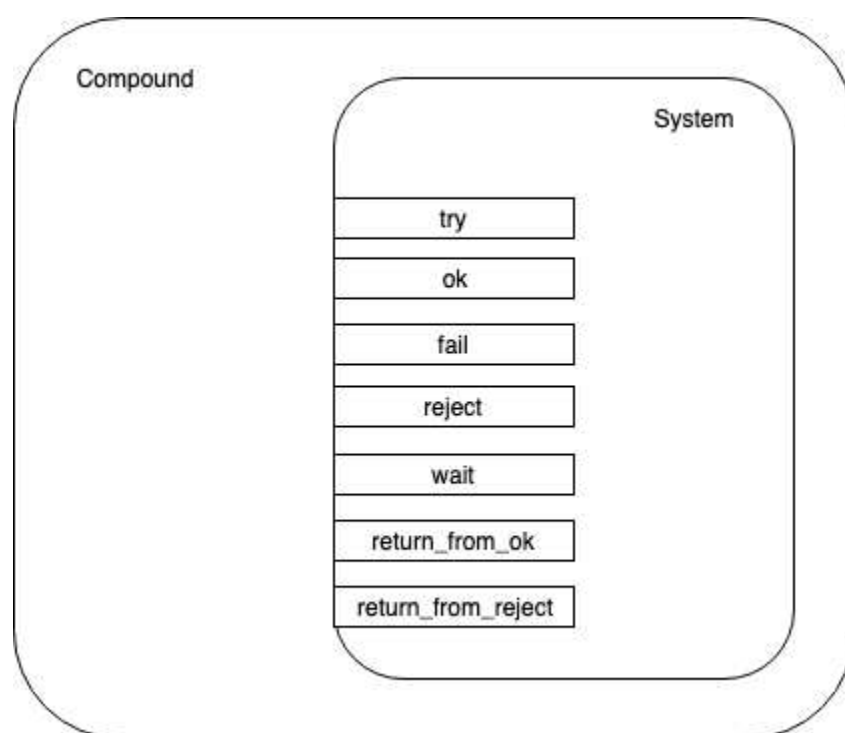 Compound
System
try
ok
fail
reject
wait
return_from_ok
return_from_reject